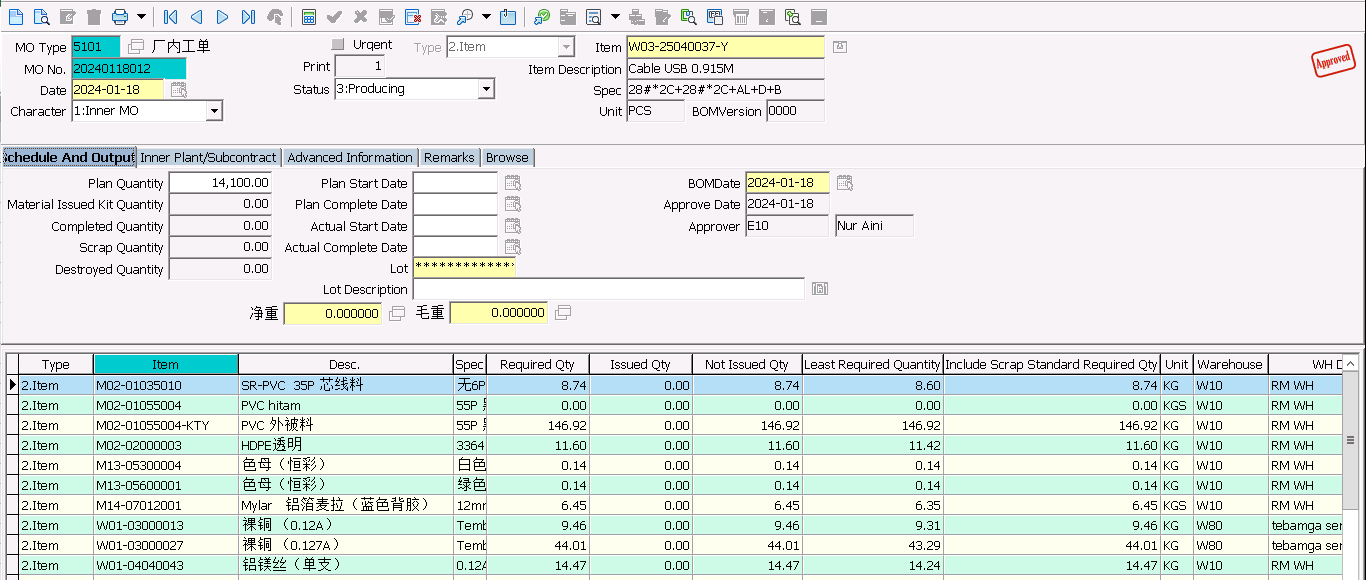 MO Type 5101 厂内工单 Urgent Type 2.Item Item W03-25040037-Y
MO No. 20240118012 Print 1 Item Description Cable USB 0.915M
Date 2024-01-18 Status 3:Producing Spec 28#*2C+28#*2C+AL+D+B
Character 1:Inner MO Unit PCS BOMVersion 0000
Approved
Schedule And Output Inner Plant/Subcontract Advanced Information Remarks Browse
Plan Quantity 14,100.00 Plan Start Date BOMDate 2024-01-18
Material Issued Kit Quantity 0.00 Plan Complete Date Approve Date 2024-01-18
Completed Quantity 0.00 Actual Start Date Approver E10 Nur Aini
Scrap Quantity 0.00 Actual Complete Date
Destroyed Quantity 0.00 Lot ************
Lot Description
净重 0.000000 毛重 0.000000
Type Item Desc. Spec Required Qty Issued Qty Not Issued Qty Least Required Quantity Include Scrap Standard Required Qty Unit Warehouse WH D
2.Item M02-01035010 SR-PVC 35P 芯线料 无6P 8.74 0.00 8.74 8.60 8.74 KG W10 RM WH
2.Item M02-01055004 PVC hitam 55P 0.00 0.00 0.00 0.00 0.00 KGS W10 RM WH
2.Item M02-01055004-KTY PVC 外被料 55P 146.92 0.00 146.92 146.92 146.92 KG W10 RM WH
2.Item M02-02000003 HDPE透明 3364 11.60 0.00 11.60 11.42 11.60 KG W10 RM WH
2.Item M13-05300004 色母（恒彩） 白色 0.14 0.00 0.14 0.14 0.14 KG W10 RM WH
2.Item M13-05600001 色母（恒彩） 绿色 0.14 0.00 0.14 0.14 0.14 KG W10 RM WH
2.Item M14-07012001 Mylar 铝箔麦拉（蓝色背胶） 12mm 6.45 0.00 6.45 6.35 6.45 KGS W10 RM WH
2.Item W01-03000013 裸铜（0.12A） Temb 9.46 0.00 9.46 9.31 9.46 KG W80 tebamga ser
2.Item W01-03000027 裸铜（0.127A） Temb 44.01 0.00 44.01 43.29 44.01 KG W80 tebamga ser
2.Item W01-04040043 铝镁丝（单支） 0.12A 14.47 0.00 14.47 14.24 14.47 KG W10 RM WH